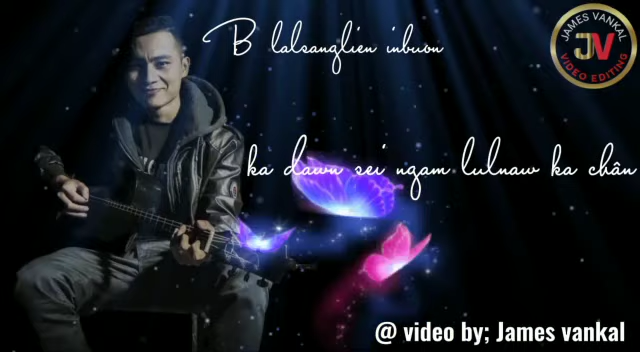 B lalsanglien inbuon
JAMES VANKAL
JV
VIDEO EDITING
ka dawn sei ngam lulnaw ka chân
@ video by; James vankal